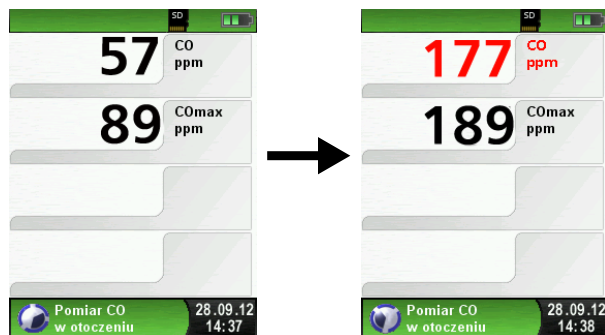 SD
57 CO
ppm
89 COmax
ppm
Pomiar CO
w otoczeniu
28.09.12
14:37
SD
177 CO
ppm
189 COmax
ppm
Pomiar CO
w otoczeniu
28.09.12
14:38